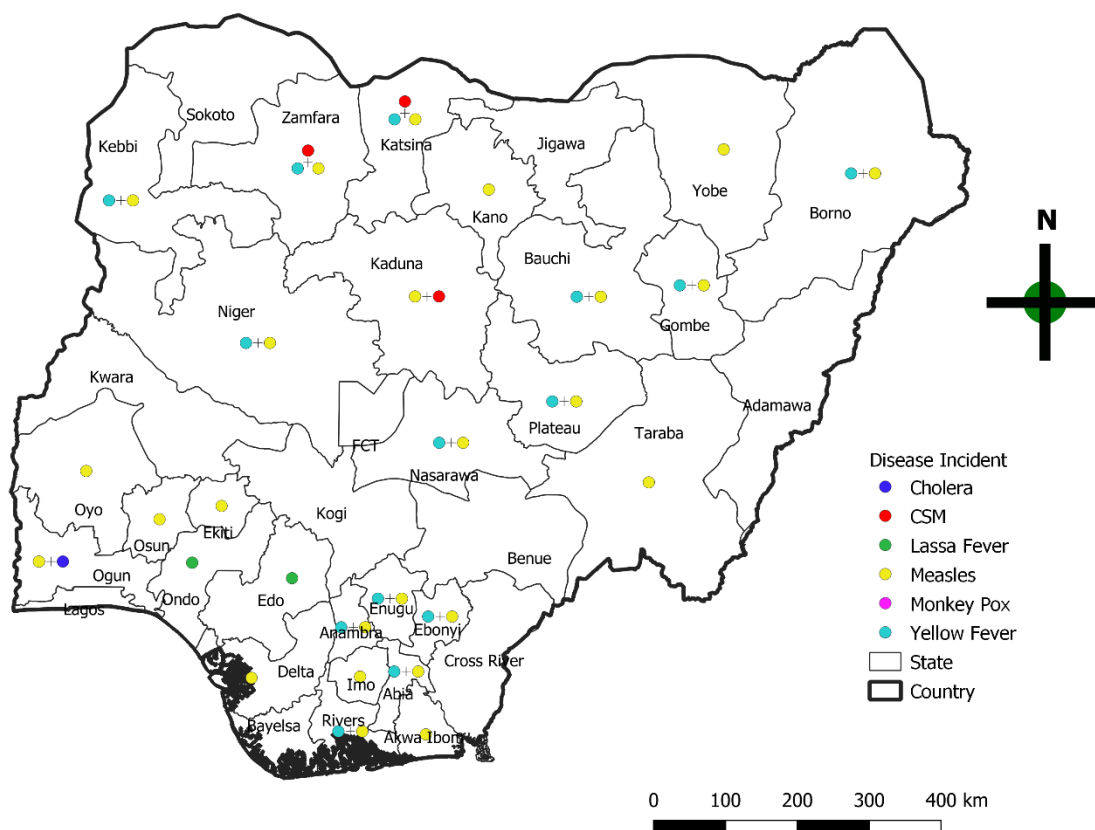 Sokoto
Zamfara
Katsina
Jigawa
Kebbi
Yobe
Kano
Borno
N
Kaduna
Bauchi
Niger
Gombe
Kwara
Adamawa
Plateau
Taraba
FCT
Nasarawa
Oyo
Kogi
Osun
Ekiti
Benue
Ogun
Lagos
Ondo
Edo
Enugu
Anambra
Ebonyi
Cross River
Delta
Imo
Abia
Bayelsa
Rivers
Akwa Ibom
Disease Incident
Cholera
CSM
Lassa Fever
Measles
Monkey Pox
Yellow Fever
State
Country
0 100 200 300 400 km